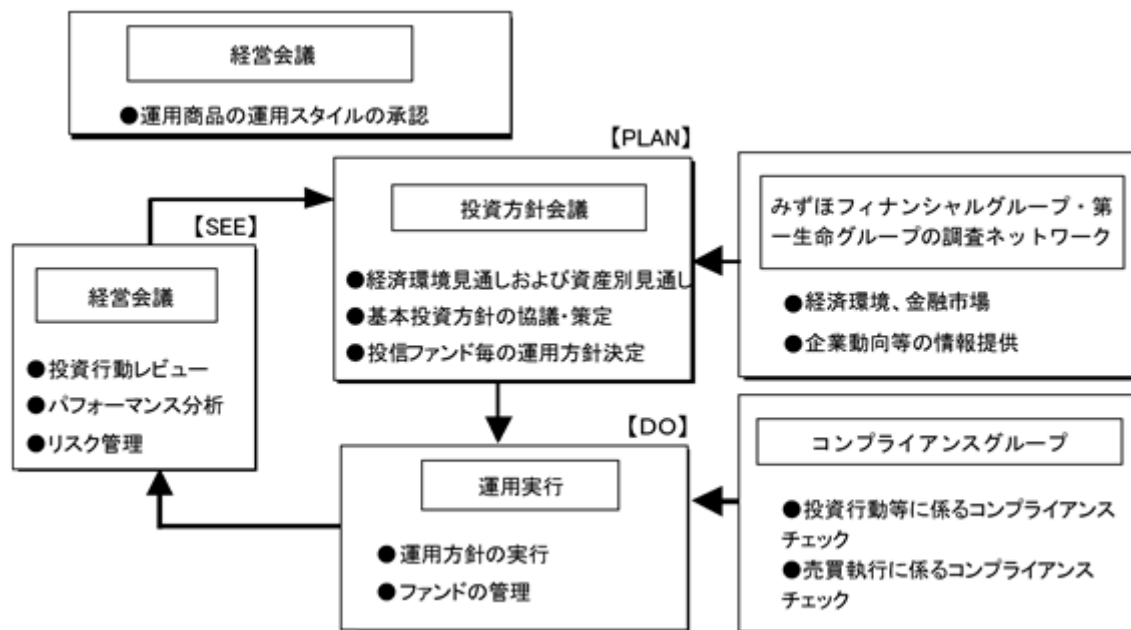 経営会議
●運用商品の運用スタイルの承認
【PLAN】
投資方針会議
●経済環境見通しおよび資産別見通し
●基本投資方針の協議・策定
●投信ファンド毎の運用方針決定
みずほフィナンシャルグループ・第
一生命グループの調査ネットワーク
●経済環境、金融市場
●企業動向等の情報提供
【SEE】
経営会議
●投資行動レビュー
●パフォーマンス分析
●リスク管理
【DO】
運用実行
●運用方針の実行
●ファンドの管理
コンプライアンスグループ
●投資行動等に係るコンプライアンス
チェック
●売買執行に係るコンプライアンス
チェック